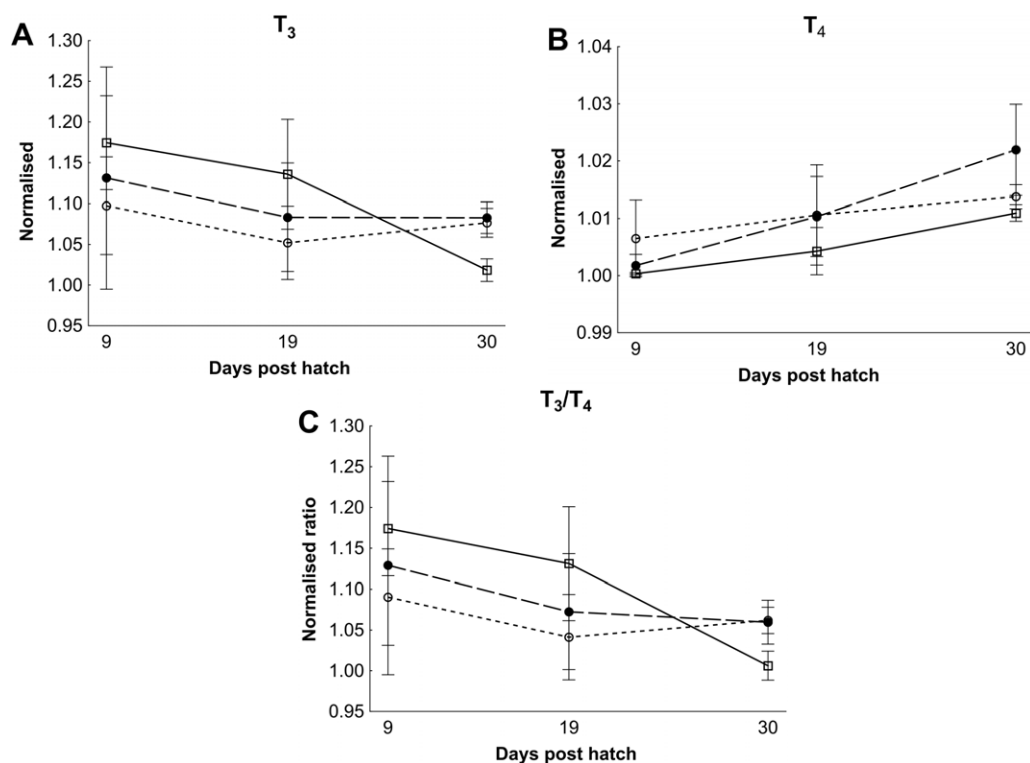 A
T3
1.30
1.25
1.20
1.15
1.10
1.05
1.00
0.95
Normalised
9
19
30
Days post hatch
B
T4
1.04
1.03
1.02
1.01
1.00
0.99
Normalised
9
19
30
Days post hatch
C
T3/T4
1.30
1.25
1.20
1.15
1.10
1.05
1.00
0.95
Normalised ratio
9
19
30
Days post hatch